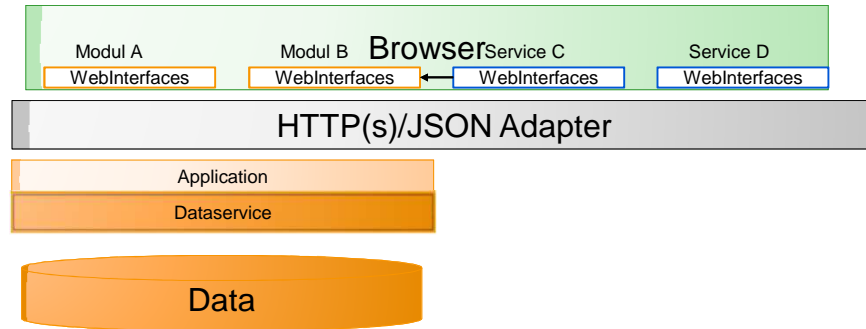 Browser
Modul A
Modul B
Service C
Service D
WebInterfaces
WebInterfaces
WebInterfaces
WebInterfaces
HTTP(s)/JSON Adapter
Application
Dataservice
Data